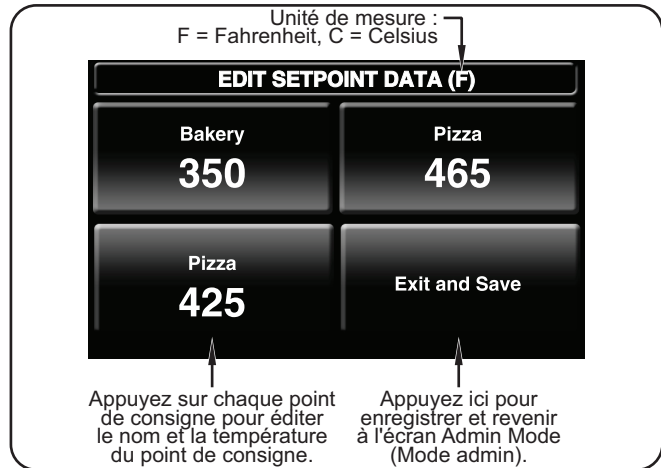 Unité de mesure :
F = Fahrenheit, C = Celsius
EDIT SETPOINT DATA (F)
Bakery
350
Pizza
465
Pizza
425
Exit and Save
Appuyez sur chaque point
de consigne pour éditer
le nom et la température
du point de consigne.
Appuyez ici pour
enregistrer et revenir
à l'écran Admin Mode
(Mode admin).